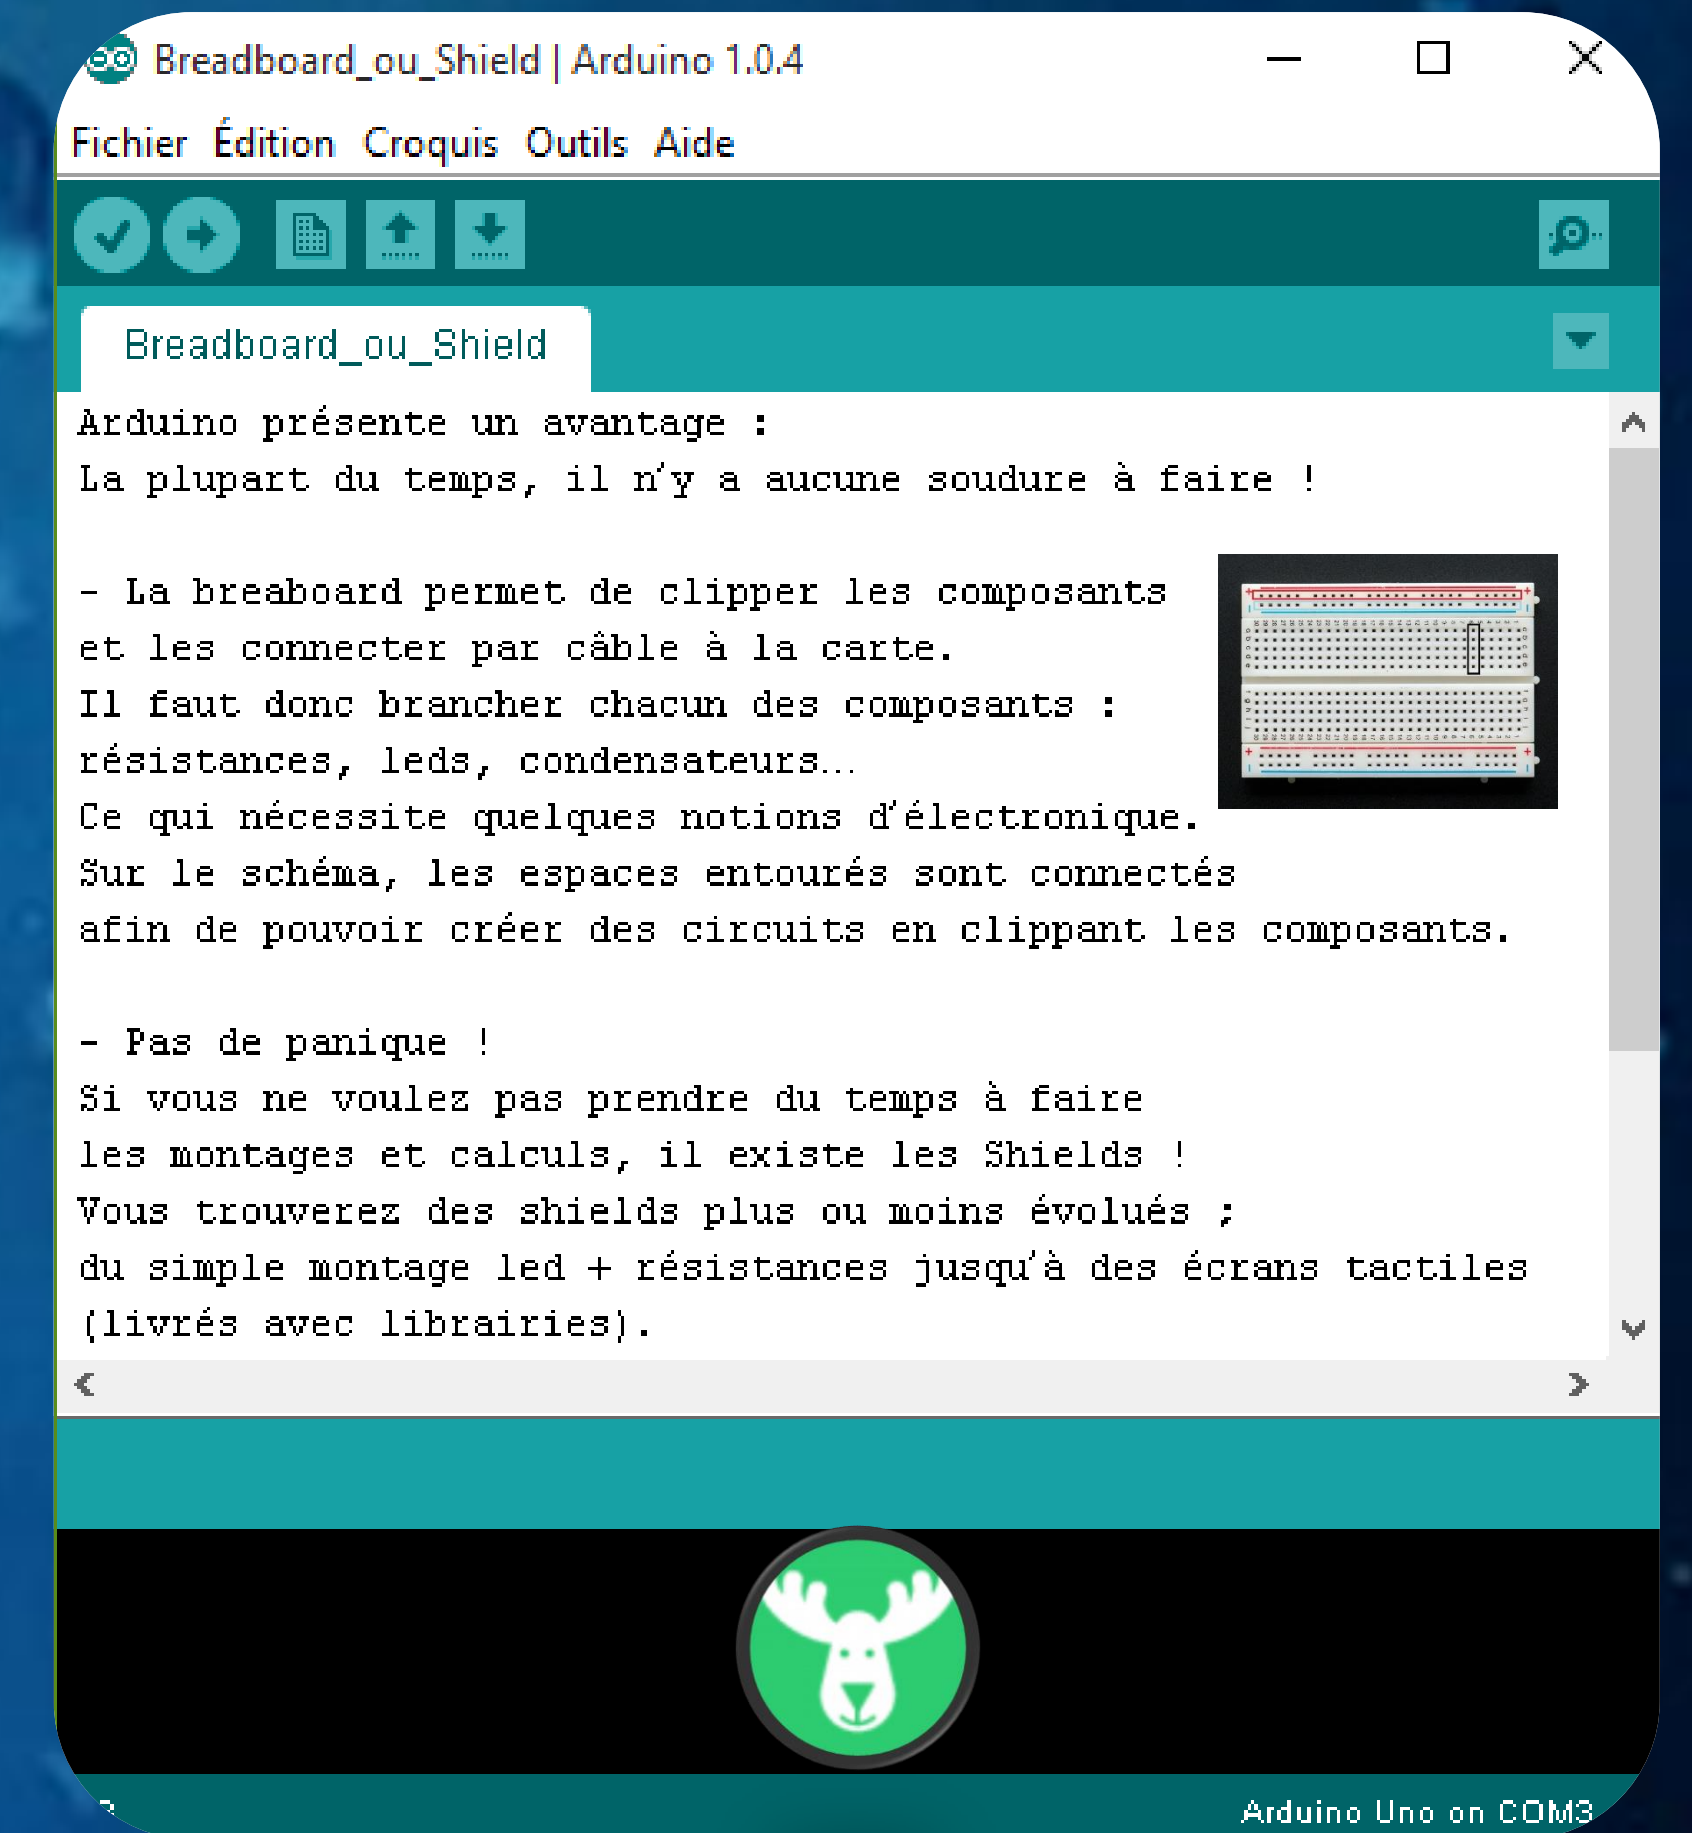 Breadboard_ou_Shield | Arduino 1.0.4
Fichier Édition Croquis Outils Aide
Breadboard_ou_Shield
Arduino présente un avantage :
La plupart du temps, il n'y a aucune soudure à faire !
- La breaboard permet de clipper les composants
et les connecter par câble à la carte.
Il faut donc brancher chacun des composants :
résistances, leds, condensateurs...
Ce qui nécessite quelques notions d'électronique.
Sur le schéma, les espaces entourés sont connectés
afin de pouvoir créer des circuits en clippant les composants.
- Pas de panique !
Si vous ne voulez pas prendre du temps à faire
les montages et calculs, il existe les Shields !
Vous trouverez des shields plus ou moins évolués ;
du simple montage led + résistances jusqu'à des écrans tactiles
(livrés avec librairies).
Arduino Uno on COM3